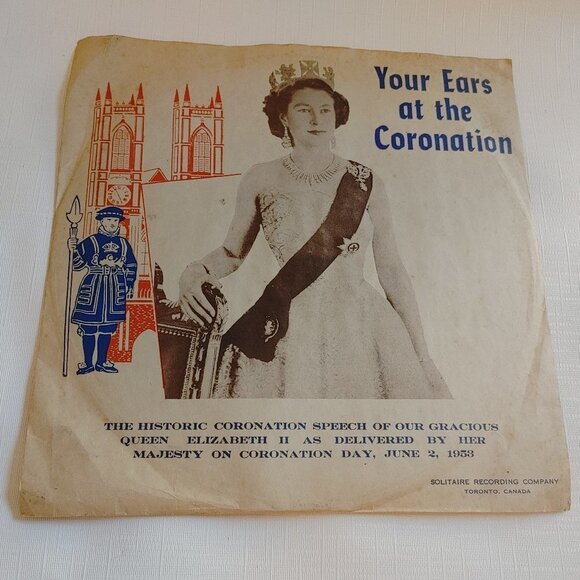 Your Ears
at the
Coronation
THE HISTORIC CORONATION SPEECH OF OUR GRACIOUS
QUEEN ELIZABETH II AS DELIVERED BY HER
MAJESTY ON CORONATION DAY, JUNE 2, 1953
SOLITAIRE RECORDING COMPANY
TORONTO, CANADA